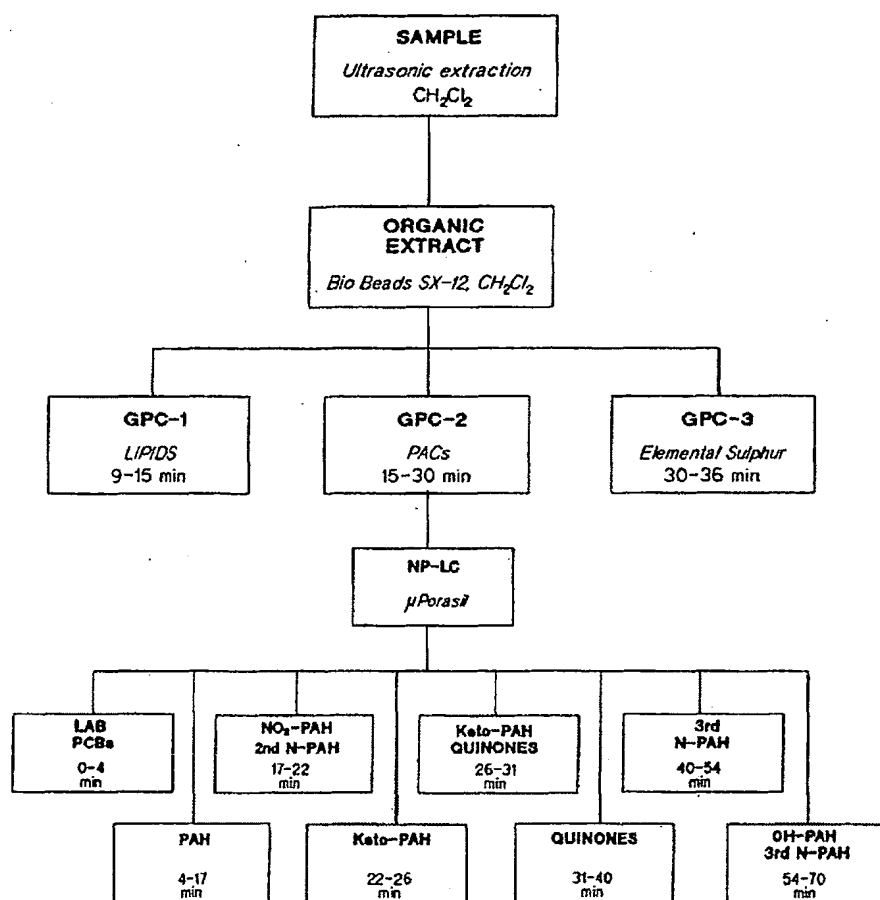 SAMPLE
Ultrasonic extraction
CH₂Cl₂
ORGANIC
EXTRACT
Bio Beads SX-12, CH₂Cl₂
GPC-1
LIPIDS
9-15 min
GPC-2
PACs
15-30 min
GPC-3
Elemental Sulphur
30-36 min
NP-LC
μPorasil
LAB
PCBs
0-4
min
NO₂-PAH
2nd N-PAH
17-22
min
Keto-PAH
QUINONES
26-31
min
3rd
N-PAH
40-54
min
PAH
4-17
min
Keto-PAH
22-26
min
QUINONES
31-40
min
OH-PAH
3rd N-PAH
54-70
min